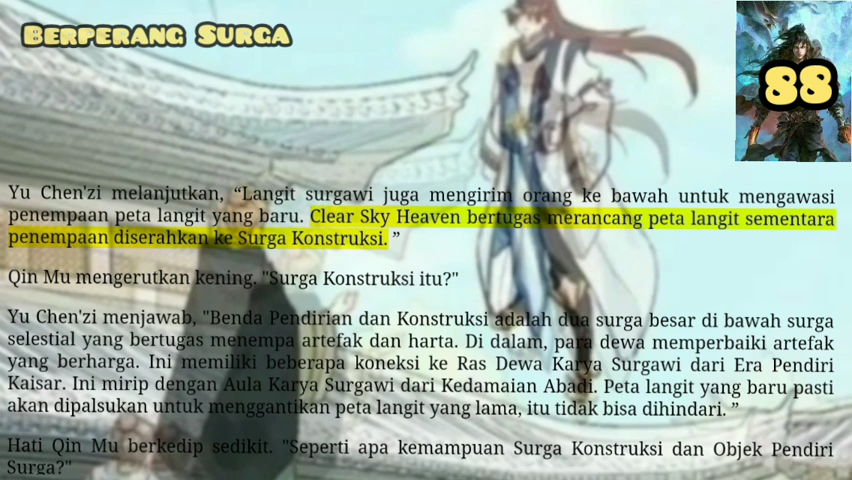 Berperang Surga
88
Yu Chen'zi melanjutkan, “Langit surgawi juga mengirim orang ke bawah untuk mengawasi
penempaan peta langit yang baru. Clear Sky Heaven bertugas merancang peta langit sementara
penempaan diserahkan ke Surga Konstruksi. ”
Qin Mu mengerutkan kening. "Surga Konstruksi itu?"
Yu Chen'zi menjawab, "Benda Pendirian dan Konstruksi adalah dua surga besar di bawah surga
selestial yang bertugas menempa artefak dan harta. Di dalam, para dewa memperbaiki artefak
yang berharga. Ini memiliki beberapa koneksi ke Ras Dewa Karya Surgawi dari Era Pendiri
Kaisar. Ini mirip dengan Aula Karya Surgawi dari Kedamaian Abadi. Peta langit yang baru pasti
akan dipalsukan untuk menggantikan peta langit yang lama, itu tidak bisa dihindari. ”
Hati Qin Mu berkedip sedikit. "Seperti apa kemampuan Surga Konstruksi dan Objek Pendiri
Surga?"